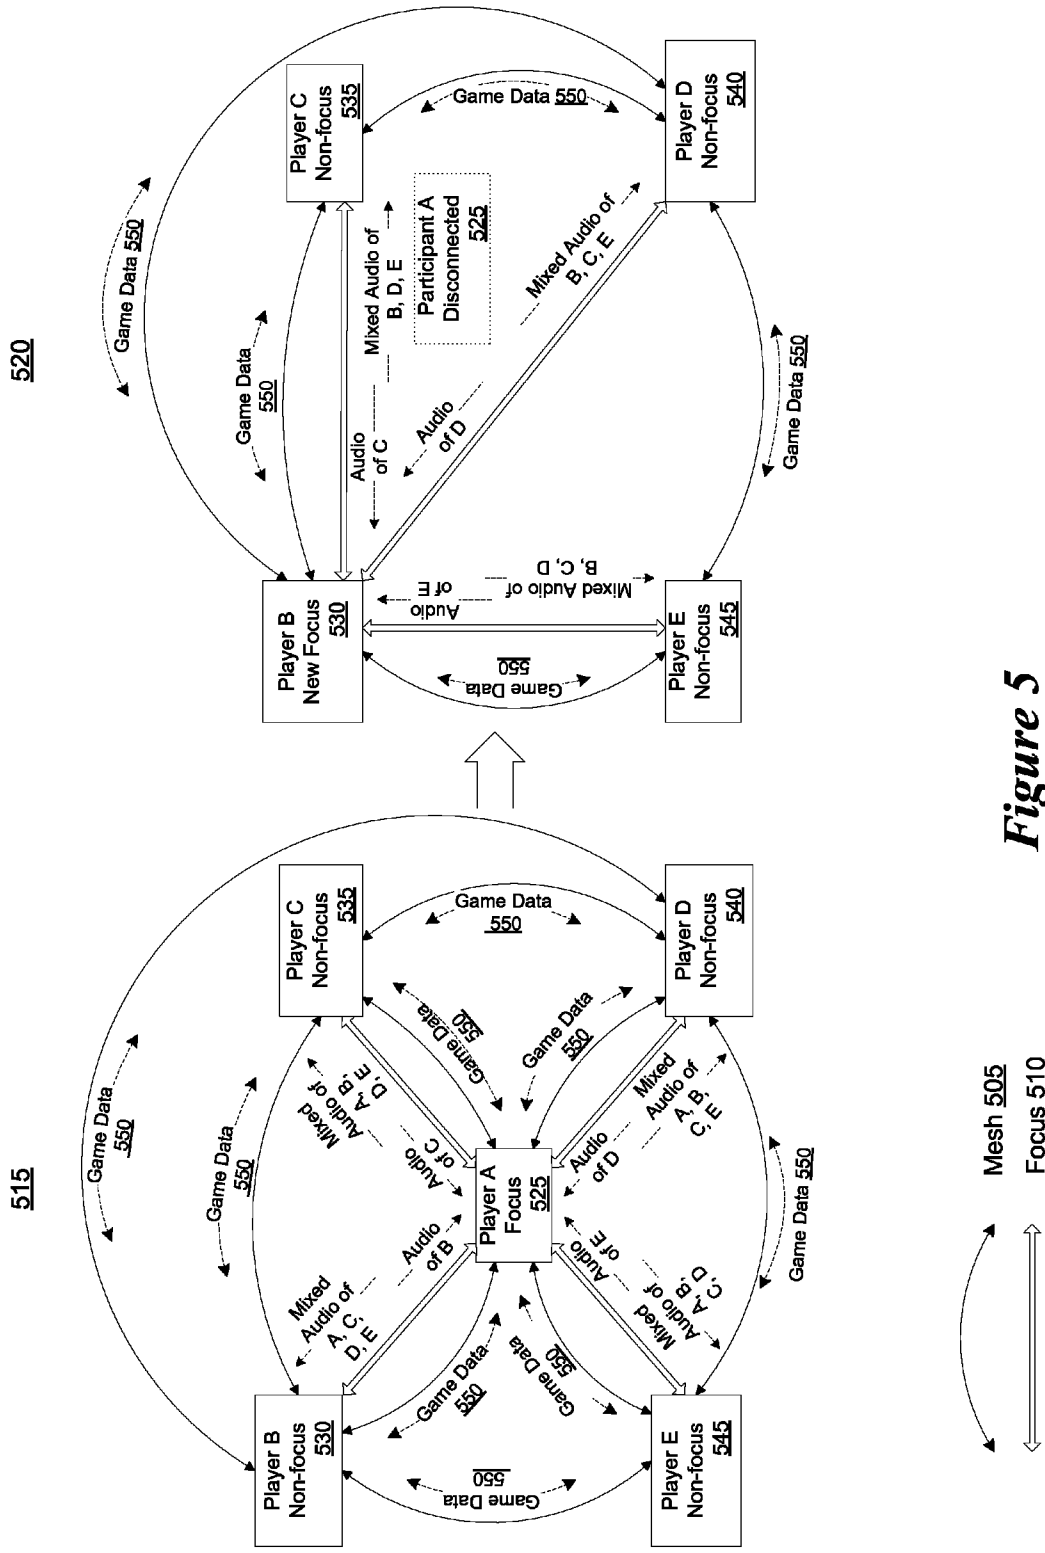 515
Game Data
550
Game Data
550
Player B
Non-focus
530
Player C
Non-focus
535
Mixed
Audio of
A, C,
D, E
Audio
of B
Mixed
Audio of
A, B,
D, E
Audio
of C
Game Data
550
Game Data
550
Game Data
550
Player A
Focus
525
Game Data
550
Game Data
550
Game Data
550
Audio
of E
Mixed
Audio of
A, B,
C, D
Audio
of D
Mixed
Audio of
A, B,
C, E
Player E
Non-focus
545
Player D
Non-focus
540
Game Data 550
520
Game Data 550
Game Data
550
Player B
New Focus
530
Player C
Non-focus
535
Audio
of C
Mixed Audio of
B, D, E
Participant A
Disconnected
525
Game Data 550
Game Data
550
Audio
of E
Mixed Audio of
B, C, D
Audio
of D
Mixed Audio of
B, C, E
Player E
Non-focus
545
Player D
Non-focus
540
Game Data 550
Mesh 505
Focus 510
Figure 5